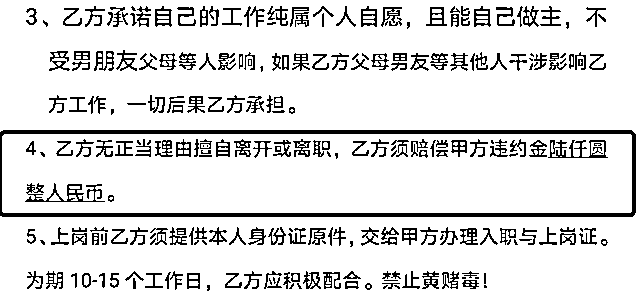 3、乙方承诺自己的工作纯属个人自愿，且能自己做主，不
受男朋友父母等人影响，如果乙方父母男友等其他人干涉影响乙
方工作，一切后果乙方承担。
4、乙方无正当理由擅自离开或离职，乙方须赔偿甲方违约金陆仟圆
整人民币。
5、上岗前乙方须提供本人身份证原件，交给甲方办理入职与上岗证。
为期 10-15 个工作日，乙方应积极配合。禁止黄赌毒！